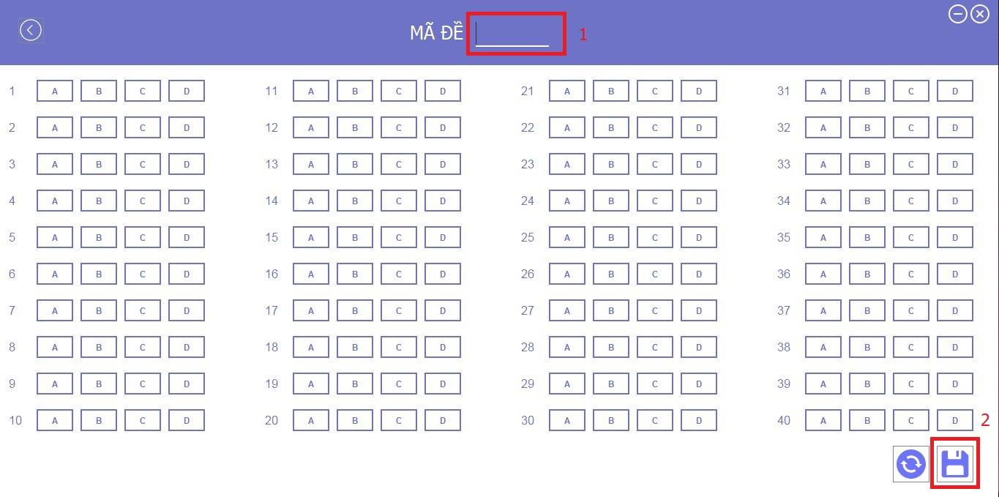 MÃ ĐỀ 1
1 A B C D 11 A B C D 21 A B C D 31 A B C D
2 A B C D 12 A B C D 22 A B C D 32 A B C D
3 A B C D 13 A B C D 23 A B C D 33 A B C D
4 A B C D 14 A B C D 24 A B C D 34 A B C D
5 A B C D 15 A B C D 25 A B C D 35 A B C D
6 A B C D 16 A B C D 26 A B C D 36 A B C D
7 A B C D 17 A B C D 27 A B C D 37 A B C D
8 A B C D 18 A B C D 28 A B C D 38 A B C D
9 A B C D 19 A B C D 29 A B C D 39 A B C D
10 A B C D 20 A B C D 30 A B C D 40 A B C D 2